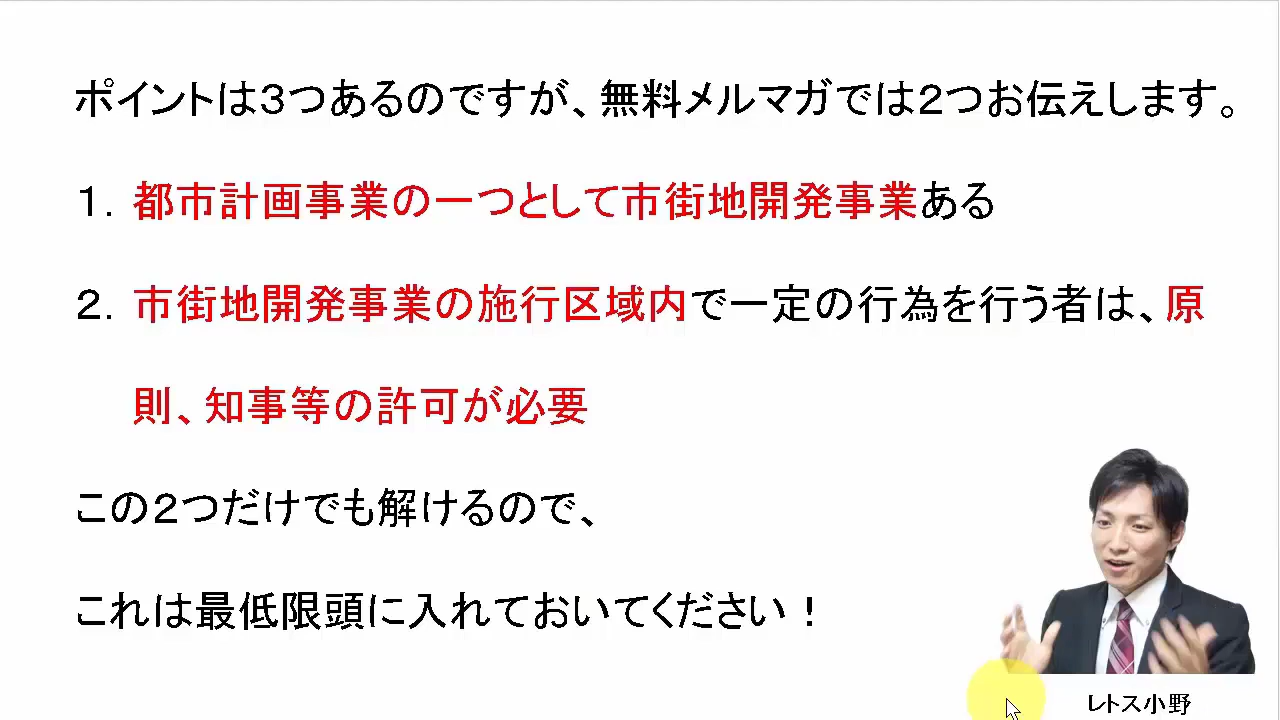 ポイントは３つあるのですが、無料メルマガでは２つお伝えします。
１．都市計画事業の一つとして市街地開発事業ある
２．市街地開発事業の施行区域内で一定の行為を行う者は、原
則、知事等の許可が必要
この２つだけでも解けるので、
これは最低限頭に入れておいてください！
レトス小野